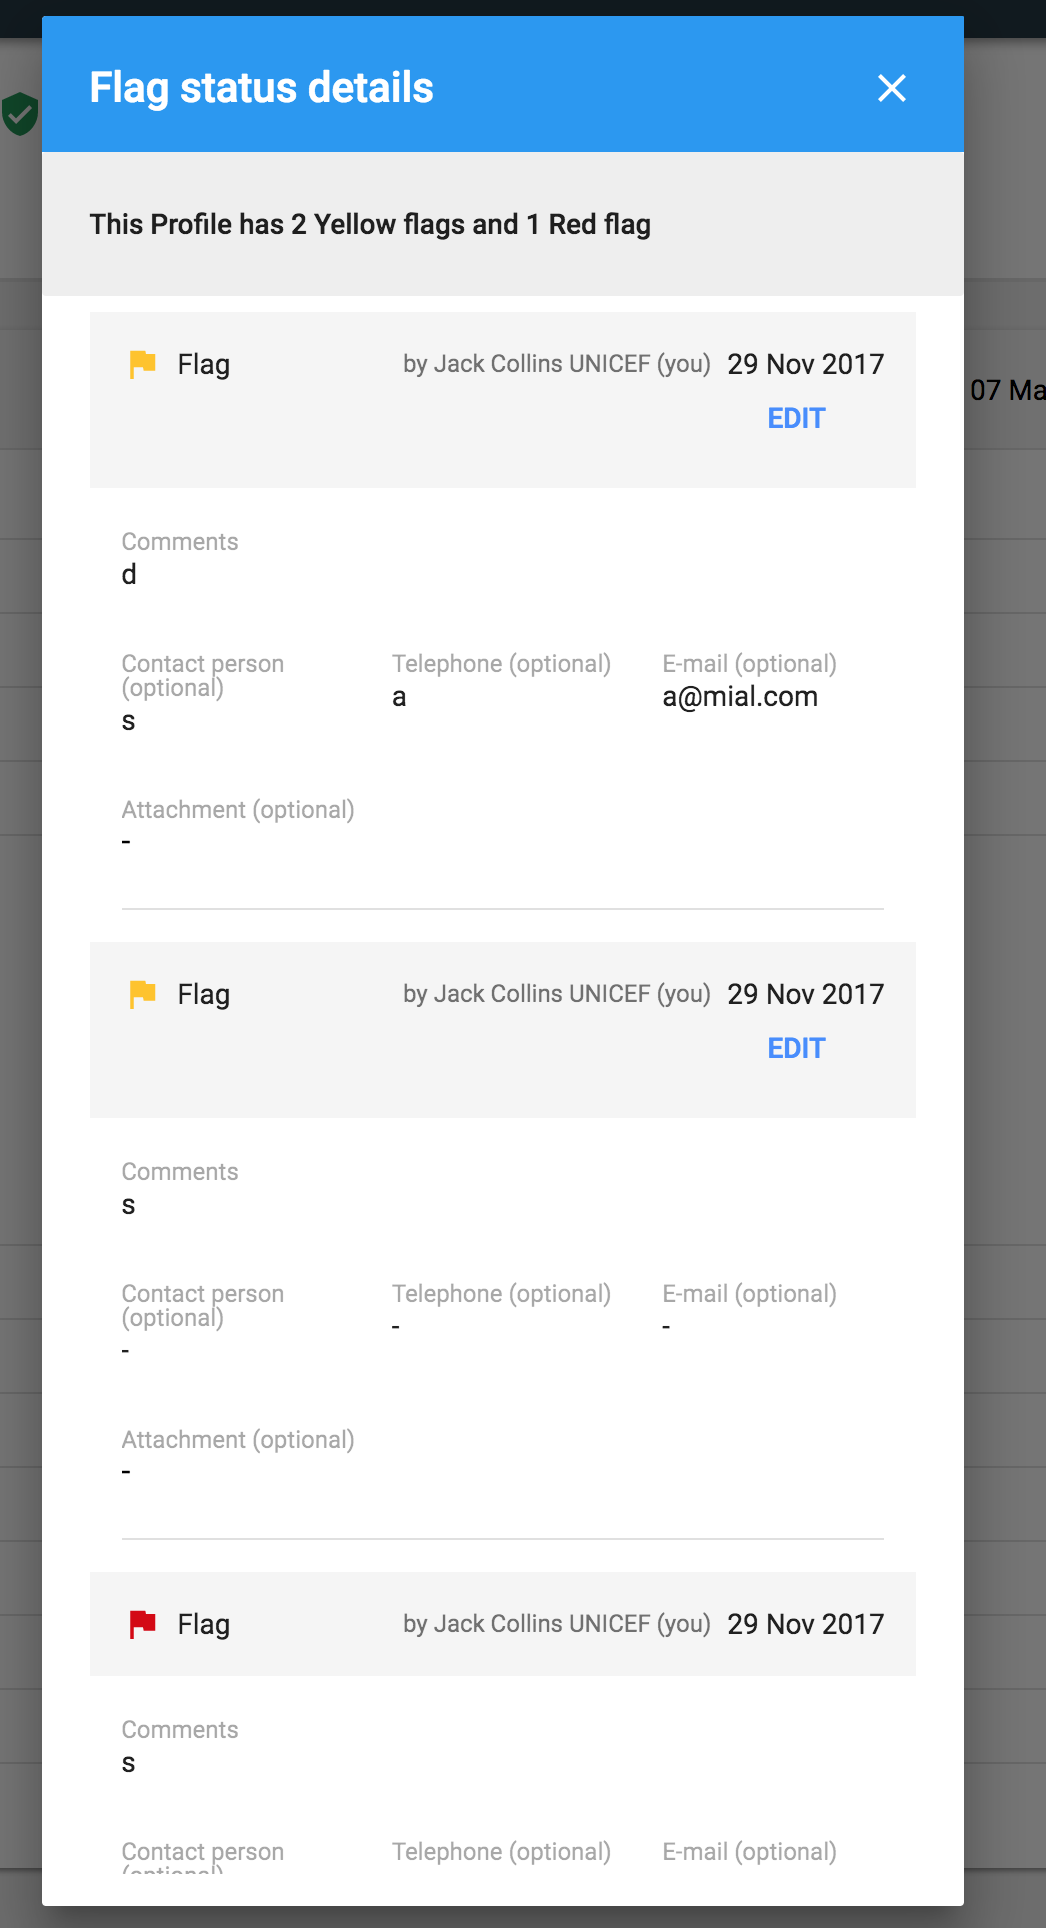 Flag status details
This Profile has 2 Yellow flags and 1 Red flag
Flag by Jack Collins UNICEF (you) 29 Nov 2017
EDIT
07 Ma
Comments
d
Contact person Telephone (optional) E-mail (optional)
(optional) a a@mial.com
s
Attachment (optional)
-
Flag by Jack Collins UNICEF (you) 29 Nov 2017
EDIT
Comments
s
Contact person Telephone (optional) E-mail (optional)
(optional) - -
-
Attachment (optional)
-
Flag by Jack Collins UNICEF (you) 29 Nov 2017
Comments
s
Contact person Telephone (optional) E-mail (optional)
(optional)